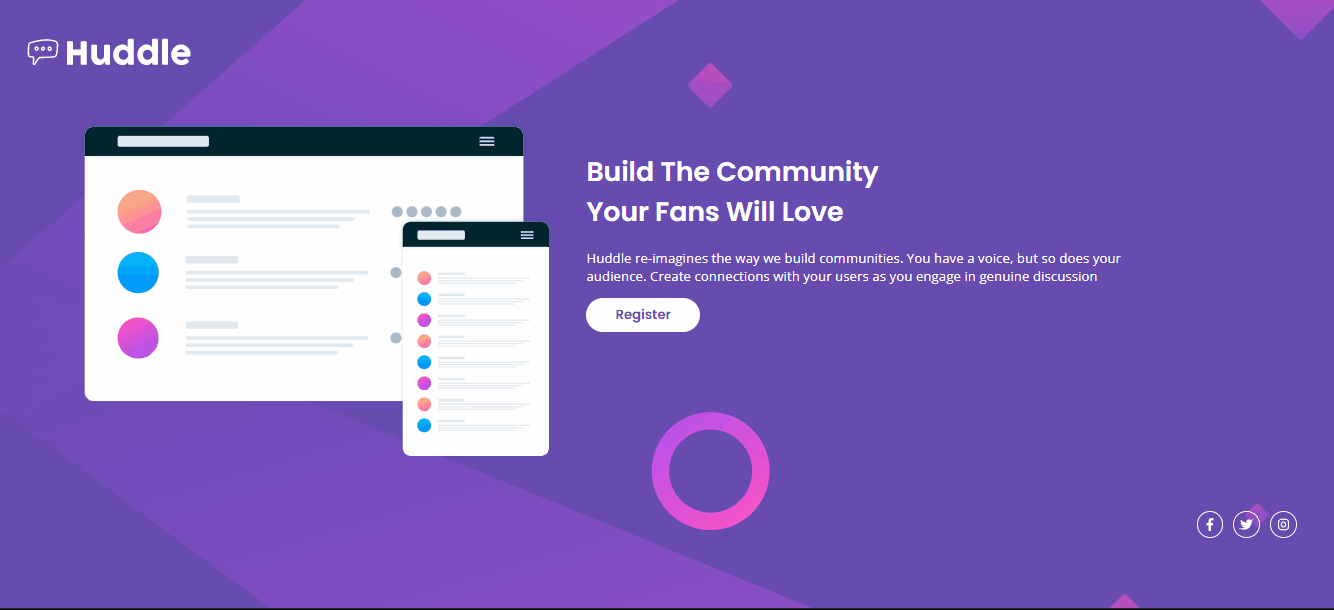 Huddle
Build The Community
Your Fans Will Love
Huddle re-imagines the way we build communities. You have a voice, but so does your
audience. Create connections with your users as you engage in genuine discussion
Register